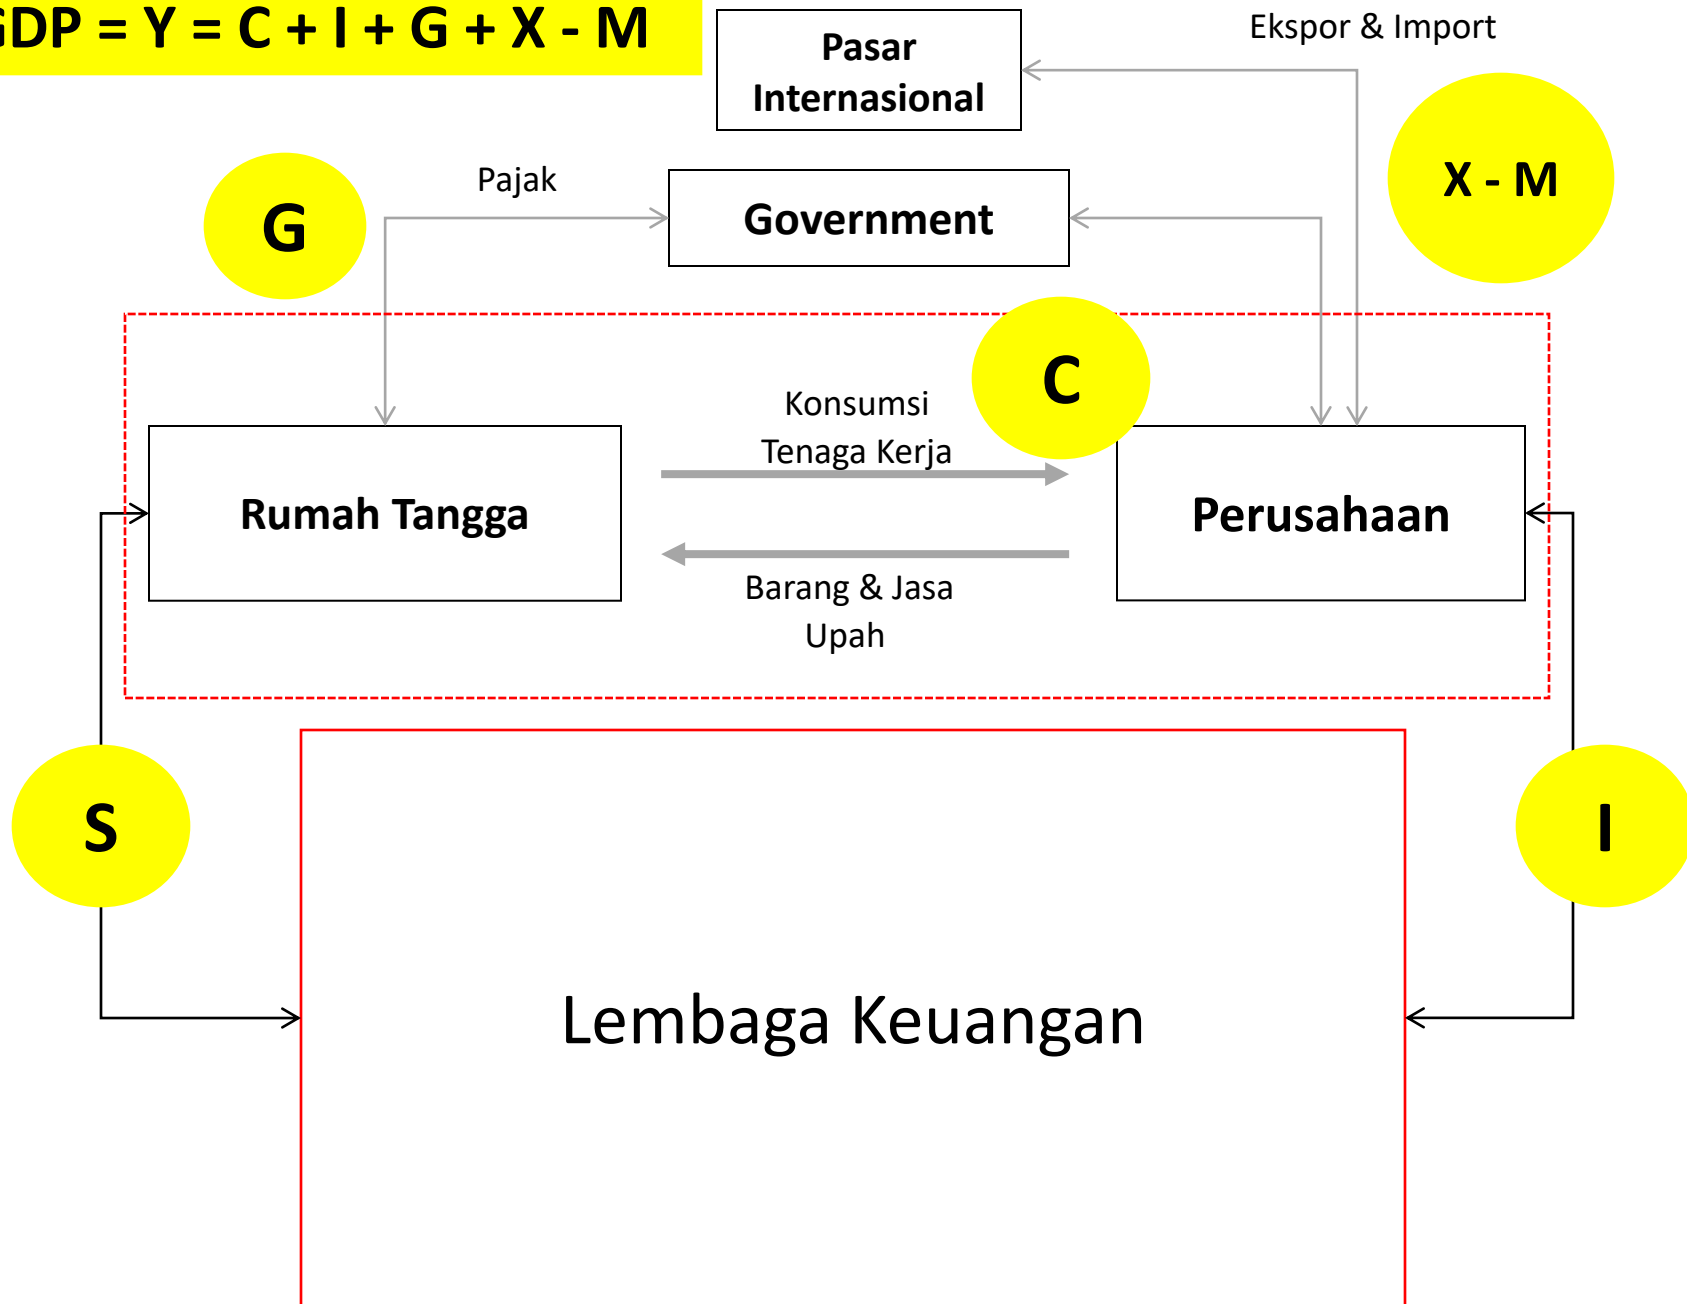 GDP = Y = C + I + G + X - M
Pasar
Internasional
Ekspor & Import
X - M
Pajak
G
Government
C
Konsumsi
Tenaga Kerja
Rumah Tangga
Perusahaan
Barang & Jasa
Upah
S
I
Lembaga Keuangan